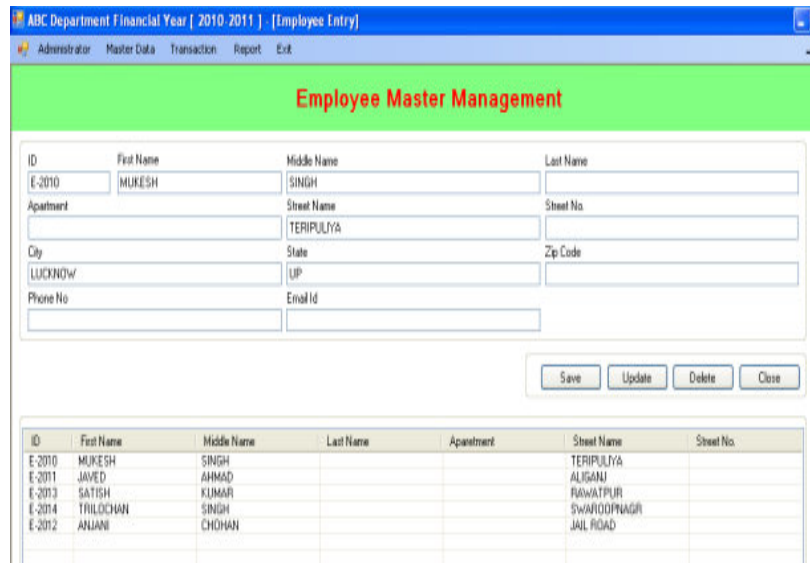 ABC Department Financial Year [ 2010-2011 ] - [Employee Entry]
Administrator Master Data Transaction Report Exit
Employee Master Management
ID First Name Middle Name Last Name
E-2010 MUKESH SINGH
Apartment Street Name Street No.
TERIPULIYA
City State Zip Code
LUCKNOW UP
Phone No Email Id
Save Update Delete Close
ID First Name Middle Name Last Name Aparetment Street Name Street No.
E-2010 MUKESH SINGH TERIPULIYA
E-2011 JAVED AHMAD ALIGANJ
E-2013 SATISH KUMAR RAWATPUR
E-2014 TRILOCHAN SINGH SWAROOPNAGR
E-2012 ANJANI CHOHAN JAIL ROAD